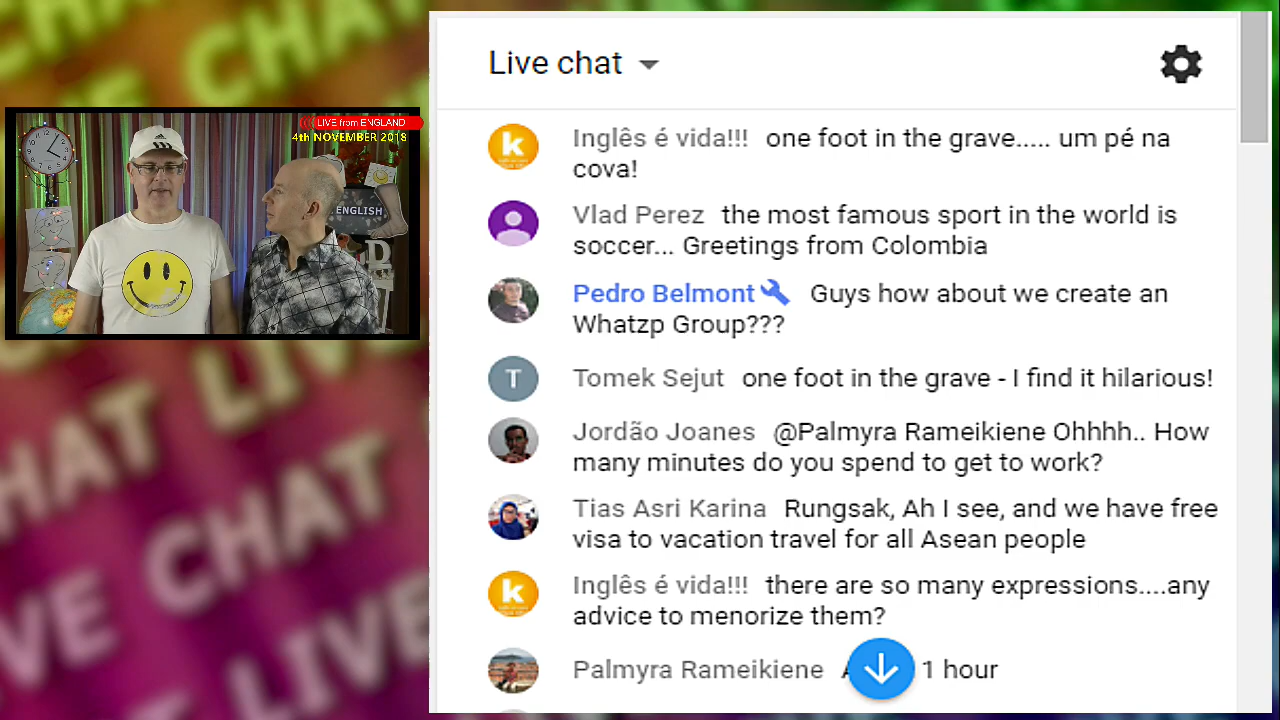 LIVE from ENGLAND
4th NOVEMBER 2018
ENGLISH
D
Live chat
Inglês é vida!!! one foot in the grave..... um pé na
cova!
Vlad Perez the most famous sport in the world is
soccer... Greetings from Colombia
Pedro Belmont Guys how about we create an
Whatzp Group???
T
Tomek Sejut one foot in the grave - I find it hilarious!
Jordão Joanes @Palmyra Rameikiene Ohhhh.. How
many minutes do you spend to get to work?
Tias Asri Karina Rungsak, Ah I see, and we have free
visa to vacation travel for all Asean people
k
Inglês é vida!!! there are so many expressions....any
advice to menorize them?
Palmyra Rameikiene 1 hour
LIVE CHAT
CHAT LIVE
LIVE CHAT
LIVE